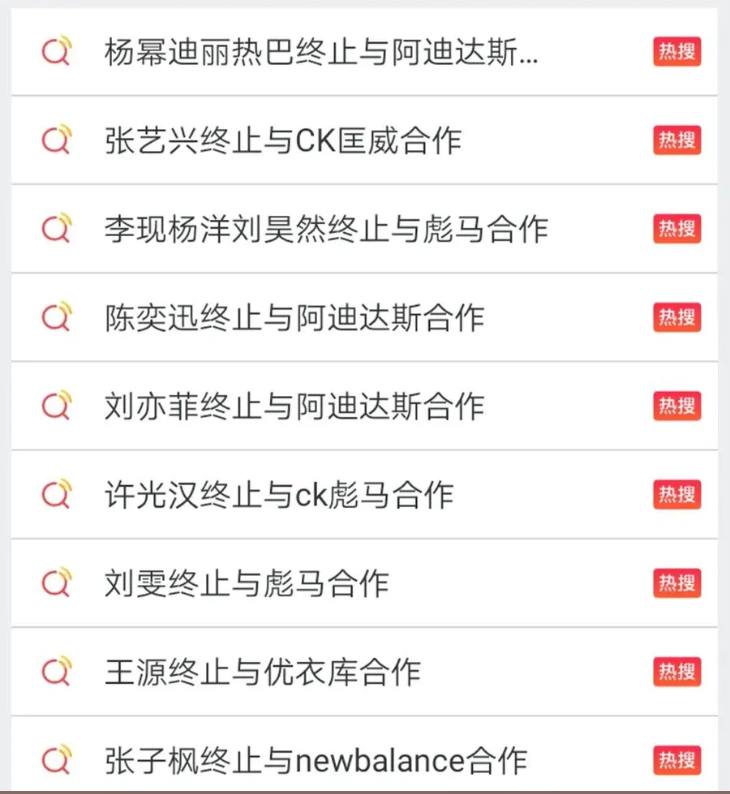 杨幂迪丽热巴终止与阿迪达斯... 热搜
张艺兴终止与CK匡威合作 热搜
李现杨洋刘昊然终止与彪马合作 热搜
陈奕迅终止与阿迪达斯合作 热搜
刘亦菲终止与阿迪达斯合作 热搜
许光汉终止与ck彪马合作 热搜
刘雯终止与彪马合作 热搜
王源终止与优衣库合作 热搜
张子枫终止与newbalance合作 热搜